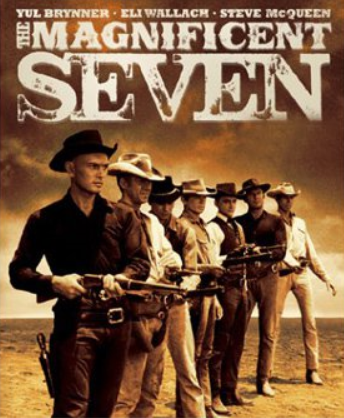 YUL BRYNNER · ELI WALLACH · STEVE McQUEEN
THE MAGNIFICENT
SEVEN